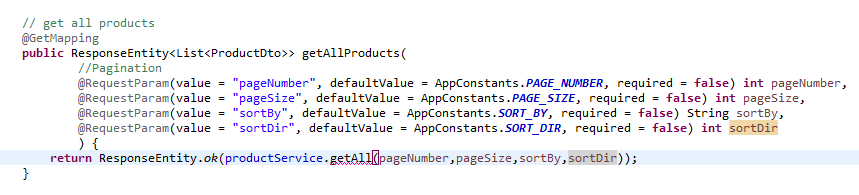 // get all products
@GetMapping
public ResponseEntity<List<ProductDto>> getAllProducts(
//Pagination
@RequestParam(value = "pageNumber", defaultValue = AppConstants.PAGE_NUMBER, required = false) int pageNumber,
@RequestParam(value = "pageSize", defaultValue = AppConstants.PAGE_SIZE, required = false) int pageSize,
@RequestParam(value = "sortBy", defaultValue = AppConstants.SORT_BY, required = false) String sortBy,
@RequestParam(value = "sortDir", defaultValue = AppConstants.SORT_DIR, required = false) int sortDir
) {
return ResponseEntity.ok(productService.getAll(pageNumber,pageSize,sortBy,sortDir));
}